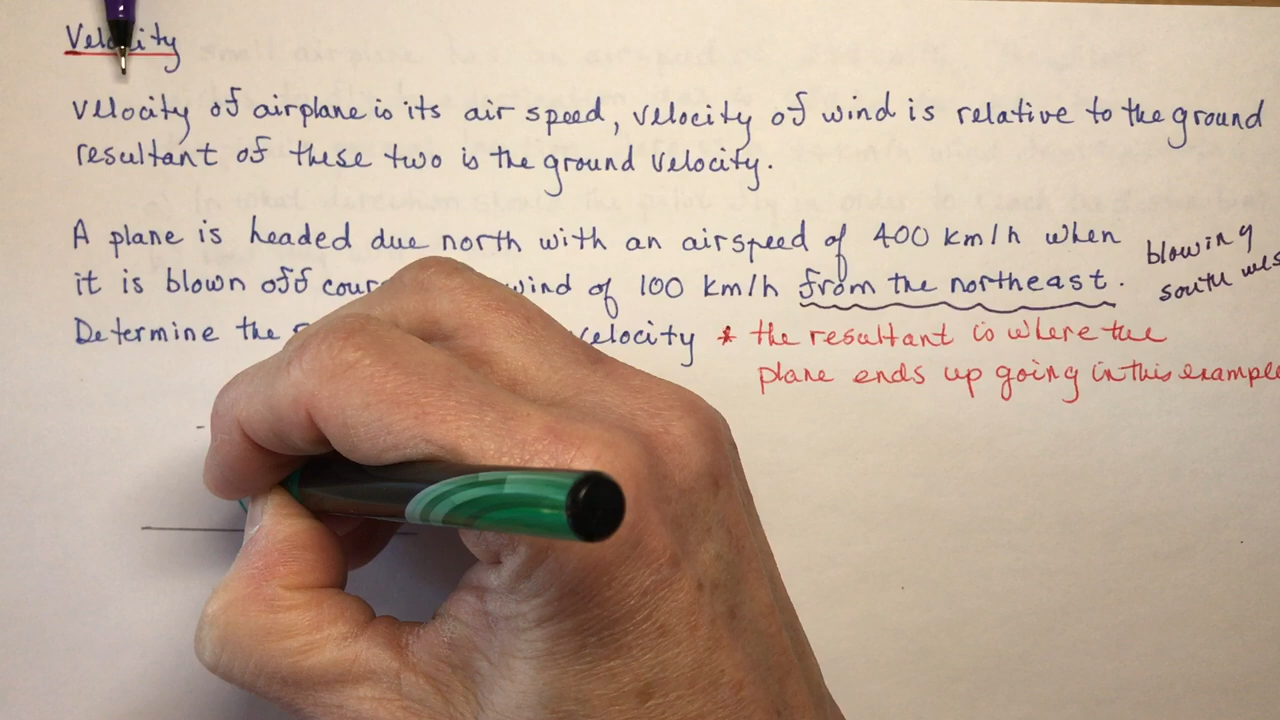 Velocity
velocity of airplane is its air speed, velocity of wind is relative to the ground
resultant of these two is the ground velocity.
A plane is headed due north with an airspeed of 400 km/h when
it is blown off wind of 100 km/h from the northeast.
blowing
south
Determine the velocity * the resultant is where the
plane ends up going in this example